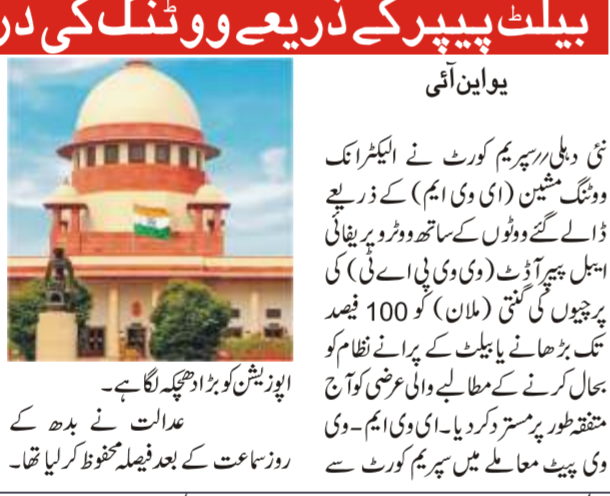 بیلٹ پیپر کے ذریعے ووٹنگ کی در
یو این آئی
نئی دہلی؍؍سپریم کورٹ نے الیکٹرانک
ووٹنگ مشین (ای وی ایم) کے ذریعے
ڈالے گئے ووٹوں کے ساتھ ووٹر ویریفائی
ایبل پیپر آڈٹ (وی وی پی اے ٹی) کی
پرچیوں کی گنتی (ملان) کو 100 فیصد
تک بڑھانے یا بیلٹ کے پرانے نظام کو
بحال کرنے کے مطالبے والی عرضی کو آج
متفقہ طور پر مسترد کر دیا۔ ای وی ایم-وی
وی پیٹ معاملے میں سپریم کورٹ سے
اپوزیشن کو بڑا دھچکہ لگا ہے۔
عدالت نے بدھ کے
روز سماعت کے بعد فیصلہ محفوظ کر لیا تھا۔